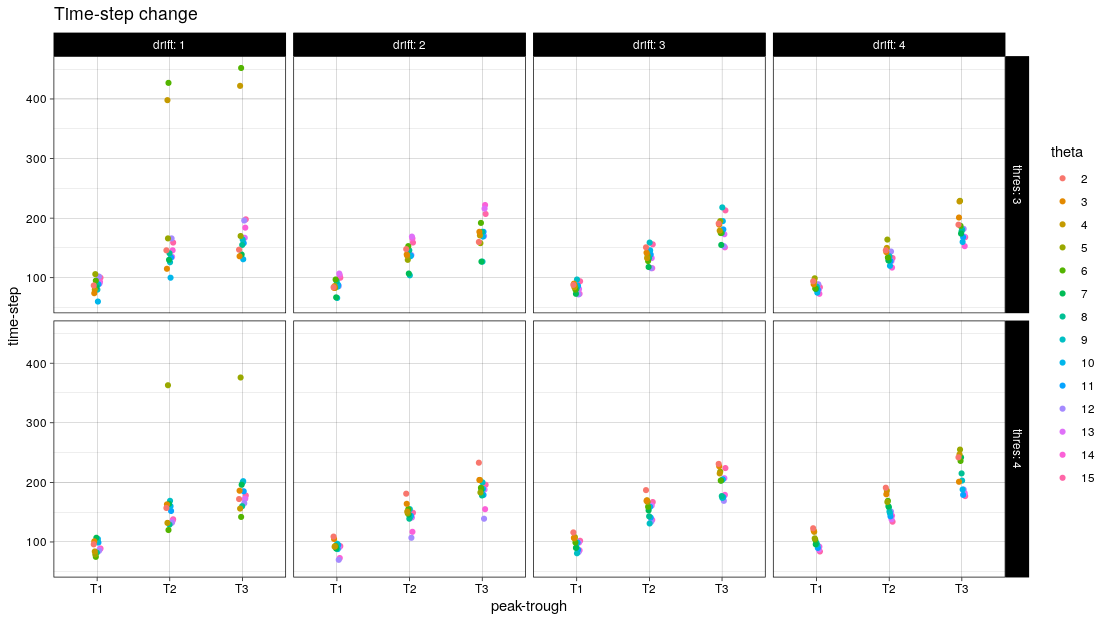 Time-step change
drift: 1
drift: 2
drift: 3
drift: 4
400
300
200
100
thres: 3
400
300
200
100
thres: 4
time-step
T1
T2
T3
T1
T2
T3
T1
T2
T3
T1
T2
T3
peak-trough
theta
2
3
4
5
6
7
8
9
10
11
12
13
14
15